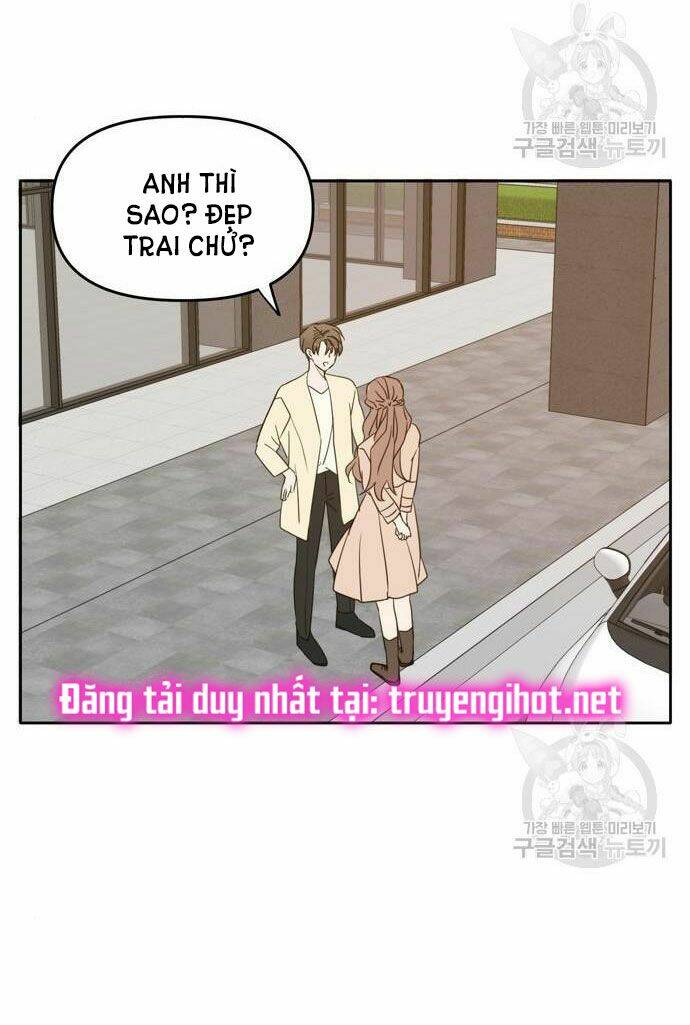 가장 빠른 웹툰 미리보기
구글검색 뉴토끼
ANH THÌ
SAO? ĐẸP
TRAI CHỨ?
Đăng tải duy nhất tại: truyengihot.net
가장 빠른 웹툰 미리보기
구글검색 뉴토끼